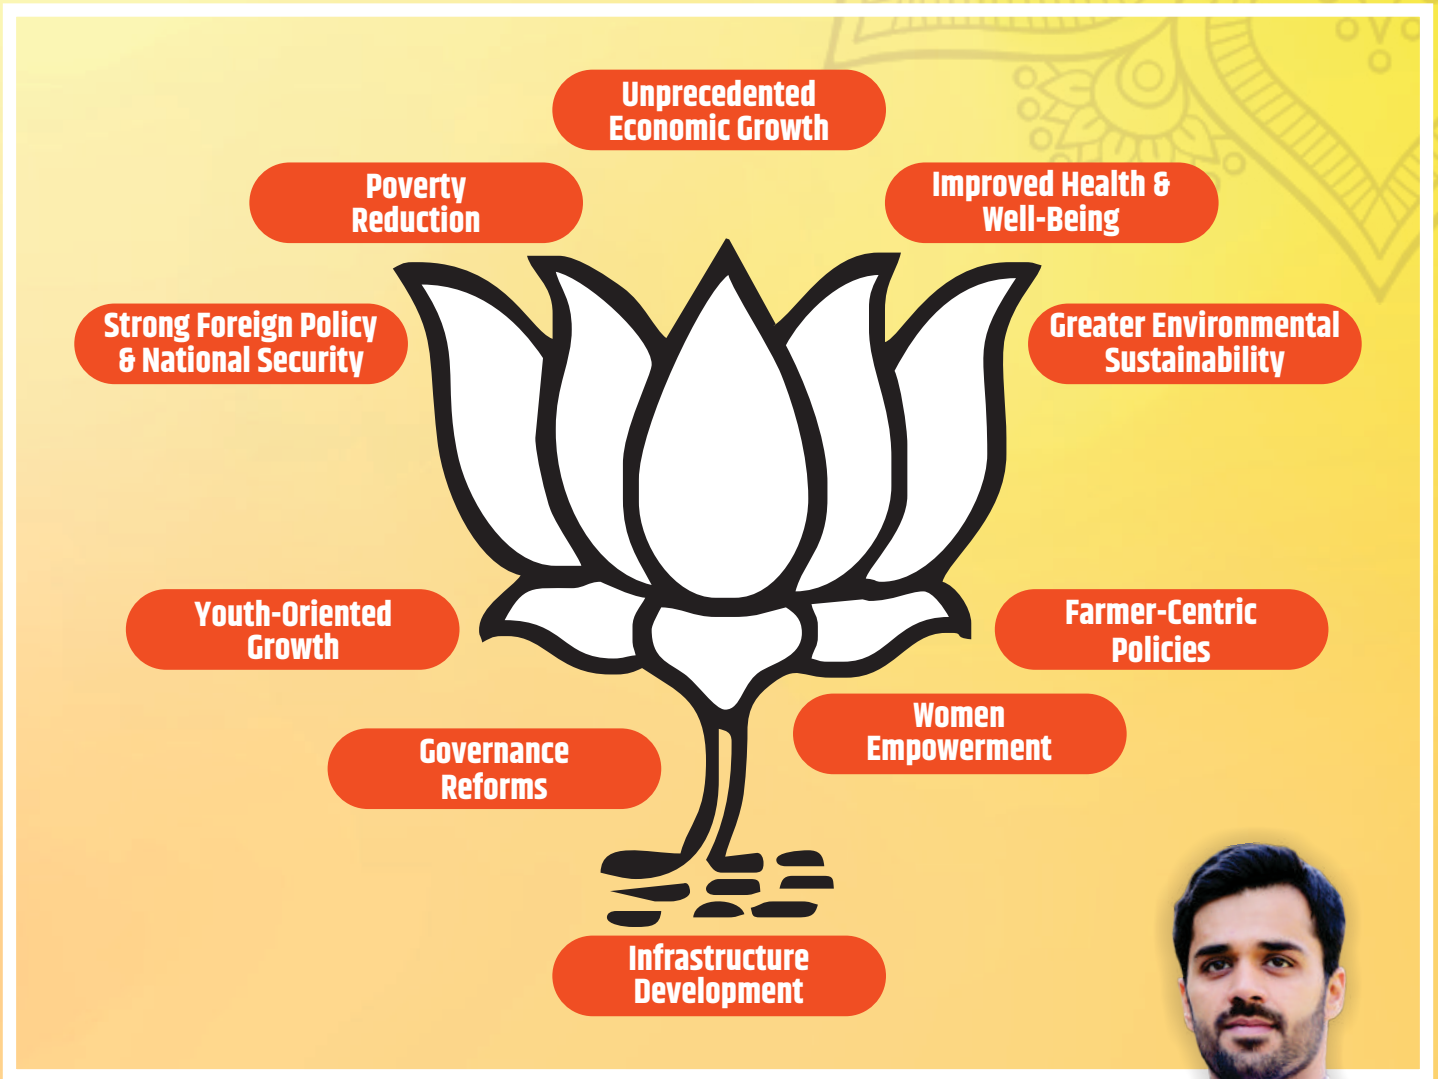 Unprecedented
Economic Growth
Poverty
Reduction
Improved Health &
Well-Being
Strong Foreign Policy
& National Security
Greater Environmental
Sustainability
Youth-Oriented
Growth
Farmer-Centric
Policies
Women
Empowerment
Governance
Reforms
Infrastructure
Development